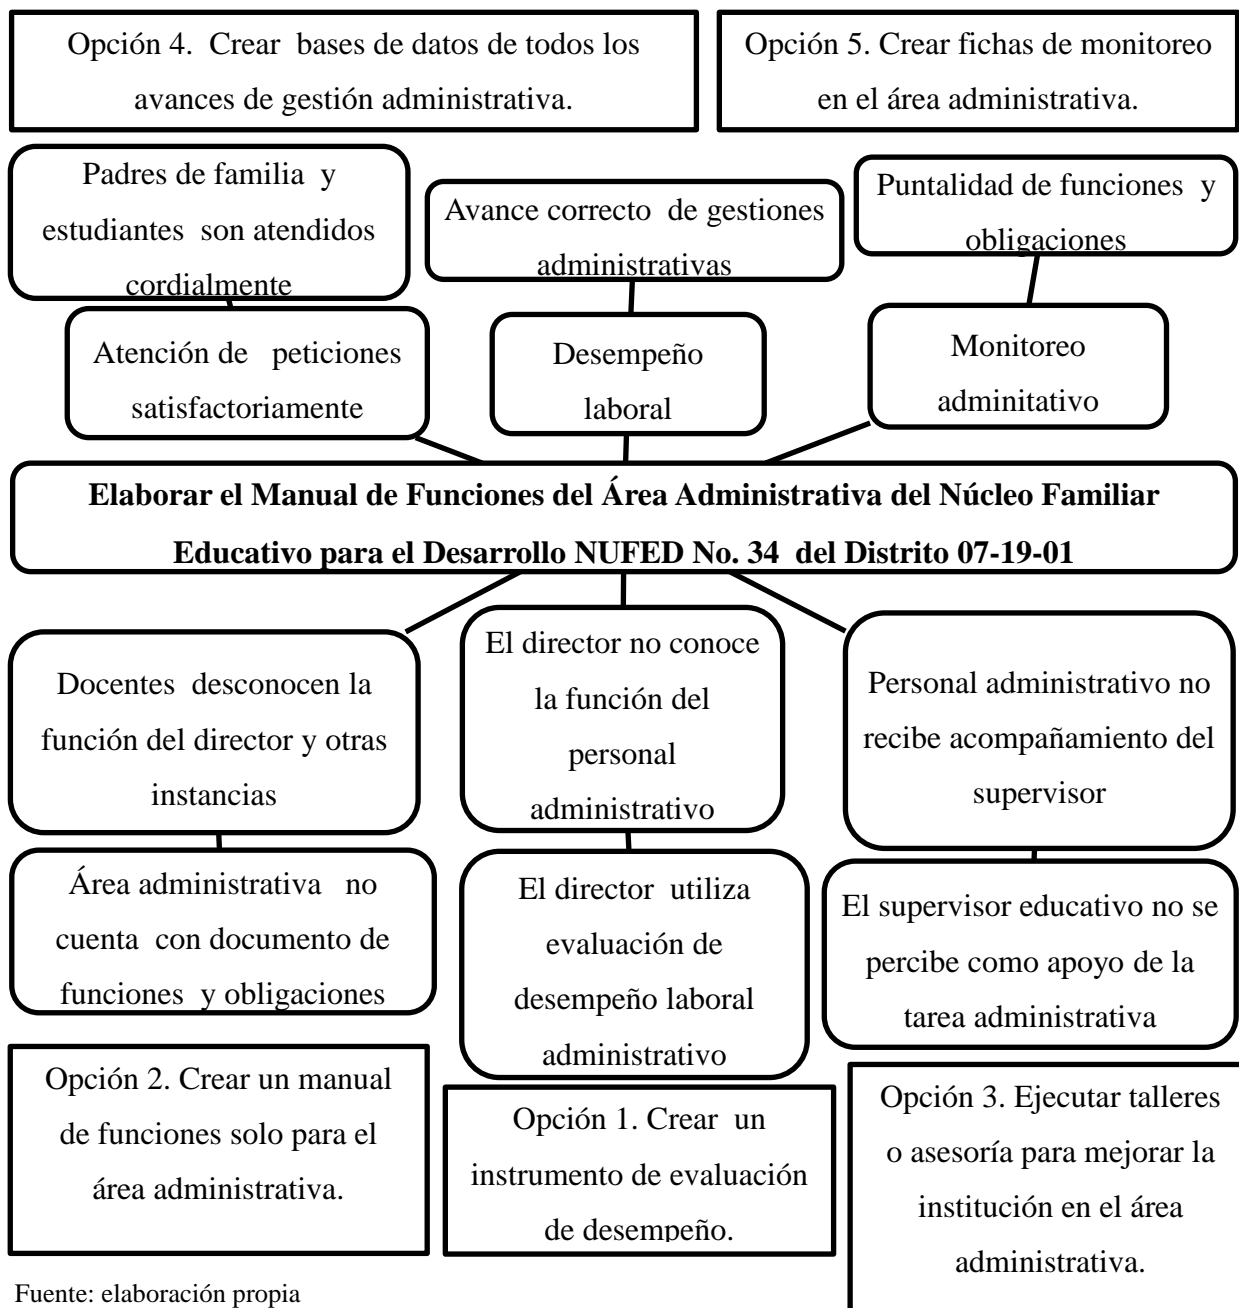 Opción 4. Crear bases de datos de todos los
avances de gestión administrativa.
Opción 5. Crear fichas de monitoreo
en el área administrativa.
Padres de familia y
estudiantes son atendidos
cordialmente
Avance correcto de gestiones
administrativas
Puntalidad de funciones y
obligaciones
Atención de peticiones
satisfactoriamente
Desempeño
laboral
Monitoreo
adminitativo
Elaborar el Manual de Funciones del Área Administrativa del Núcleo Familiar
Educativo para el Desarrollo NUFED No. 34 del Distrito 07-19-01
Docentes desconocen la
función del director y otras
instancias
El director no conoce
la función del
personal
administrativo
Personal administrativo no
recibe acompañamiento del
supervisor
Área administrativa no
cuenta con documento de
funciones y obligaciones
El director utiliza
evaluación de
desempeño laboral
administrativo
El supervisor educativo no se
percibe como apoyo de la
tarea administrativa
Opción 2. Crear un manual
de funciones solo para el
área administrativa.
Opción 1. Crear un
instrumento de evaluación
de desempeño.
Opción 3. Ejecutar talleres
o asesoría para mejorar la
institución en el área
administrativa.
Fuente: elaboración propia